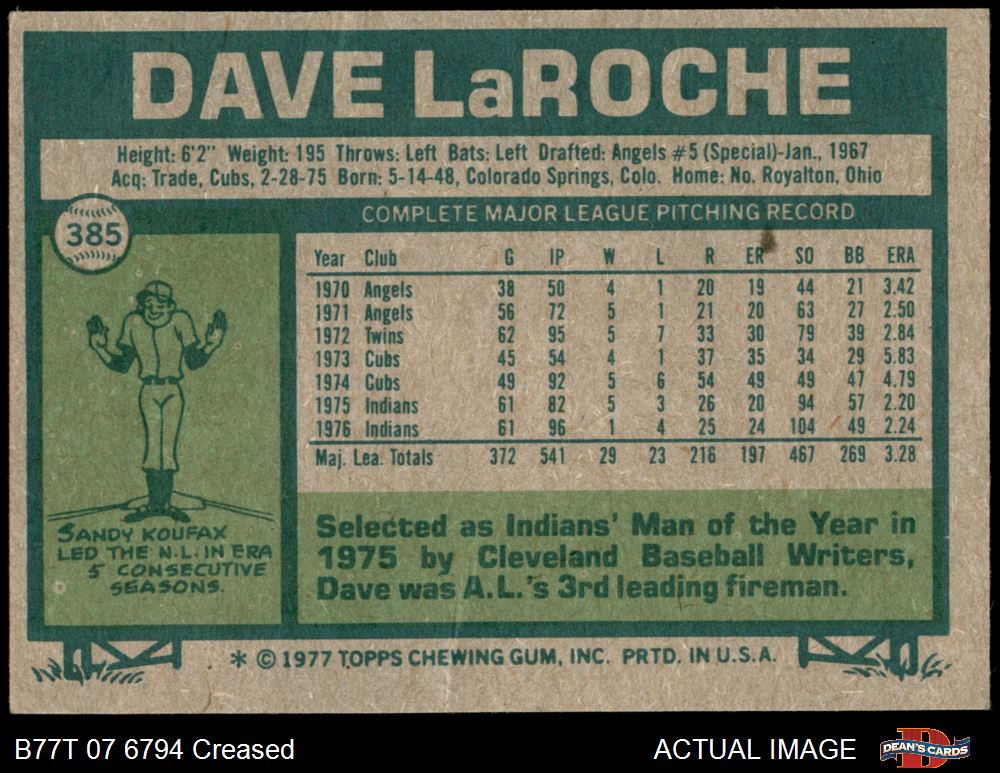 DAVE LaROCHE
Height: 6'2" Weight: 195 Throws: Left Bats: Left Drafted: Angels #5 (Special)-Jan., 1967
Acq: Trade, Cubs, 2-28-75 Born: 5-14-48, Colorado Springs, Colo. Home: No. Royalton, Ohio
385
COMPLETE MAJOR LEAGUE PITCHING RECORD
Year Club G IP W L R ER SO BB ERA
1970 Angels 38 50 4 1 20 19 44 21 3.42
1971 Angels 56 72 5 1 21 20 63 27 2.50
1972 Twins 62 95 5 7 33 30 79 39 2.84
1973 Cubs 45 54 4 1 37 35 34 29 5.83
1974 Cubs 49 92 5 6 54 49 49 47 4.79
1975 Indians 61 82 5 3 26 20 94 57 2.20
1976 Indians 61 96 1 4 25 24 104 49 2.24
Maj. Lea. Totals 372 541 29 23 216 197 467 269 3.28
SANDY KOUFAX
LED THE N.L. IN ERA
5 CONSECUTIVE
SEASONS.
Selected as Indians' Man of the Year in
1975 by Cleveland Baseball Writers,
Dave was A.L.'s 3rd leading fireman.
* © 1977 TOPPS CHEWING GUM, INC. PRTD. IN U.S.A.
B77T 07 6794 Creased
ACTUAL IMAGE
DEAN'S CARDS